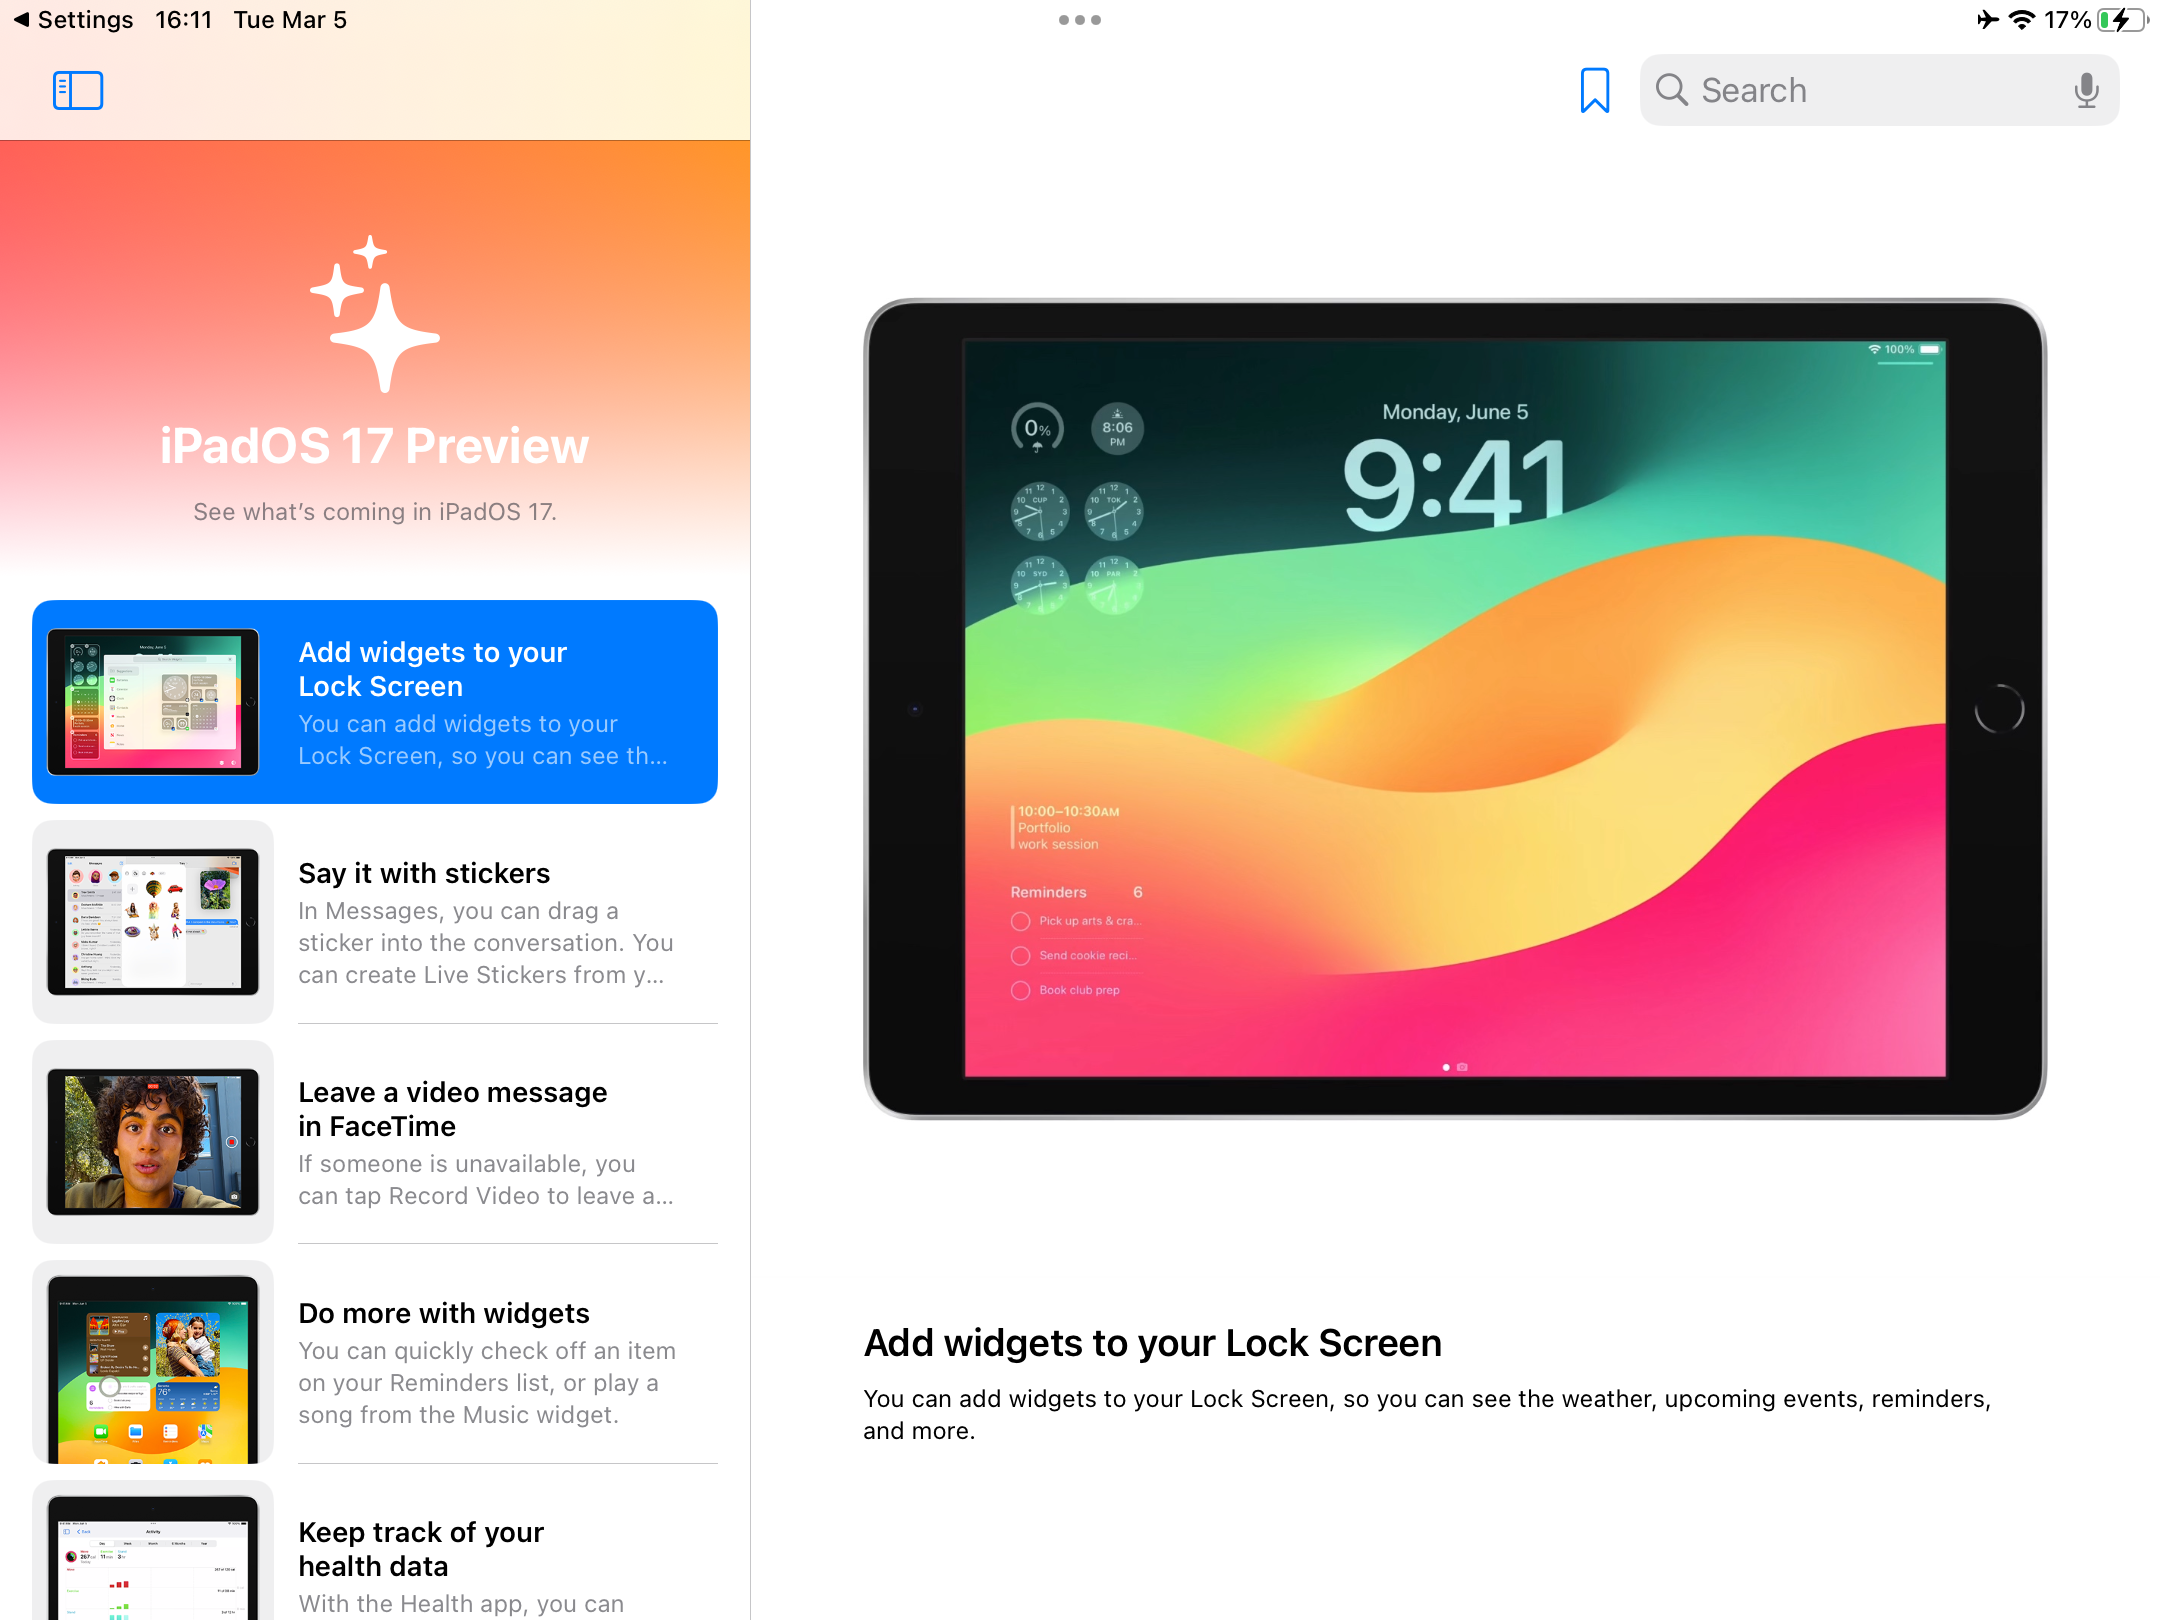 Settings 16:11 Tue Mar 5
17%
Search
iPadOS 17 Preview
See what’s coming in iPadOS 17.
Add widgets to your
Lock Screen
You can add widgets to your
Lock Screen, so you can see th...
Say it with stickers
In Messages, you can drag a
sticker into the conversation. You
can create Live Stickers from y...
Leave a video message
in FaceTime
If someone is unavailable, you
can tap Record Video to leave a...
Do more with widgets
You can quickly check off an item
on your Reminders list, or play a
song from the Music widget.
Keep track of your
health data
With the Health app, you can
100%
Monday, June 5
9:41
0%
8:06
PM
CUP
TOK
SYD
PAR
10:00–10:30AM
Portfolio
work session
Reminders 6
Pick up arts & cra...
Send cookie reci...
Book club prep
Add widgets to your Lock Screen
You can add widgets to your Lock Screen, so you can see the weather, upcoming events, reminders,
and more.